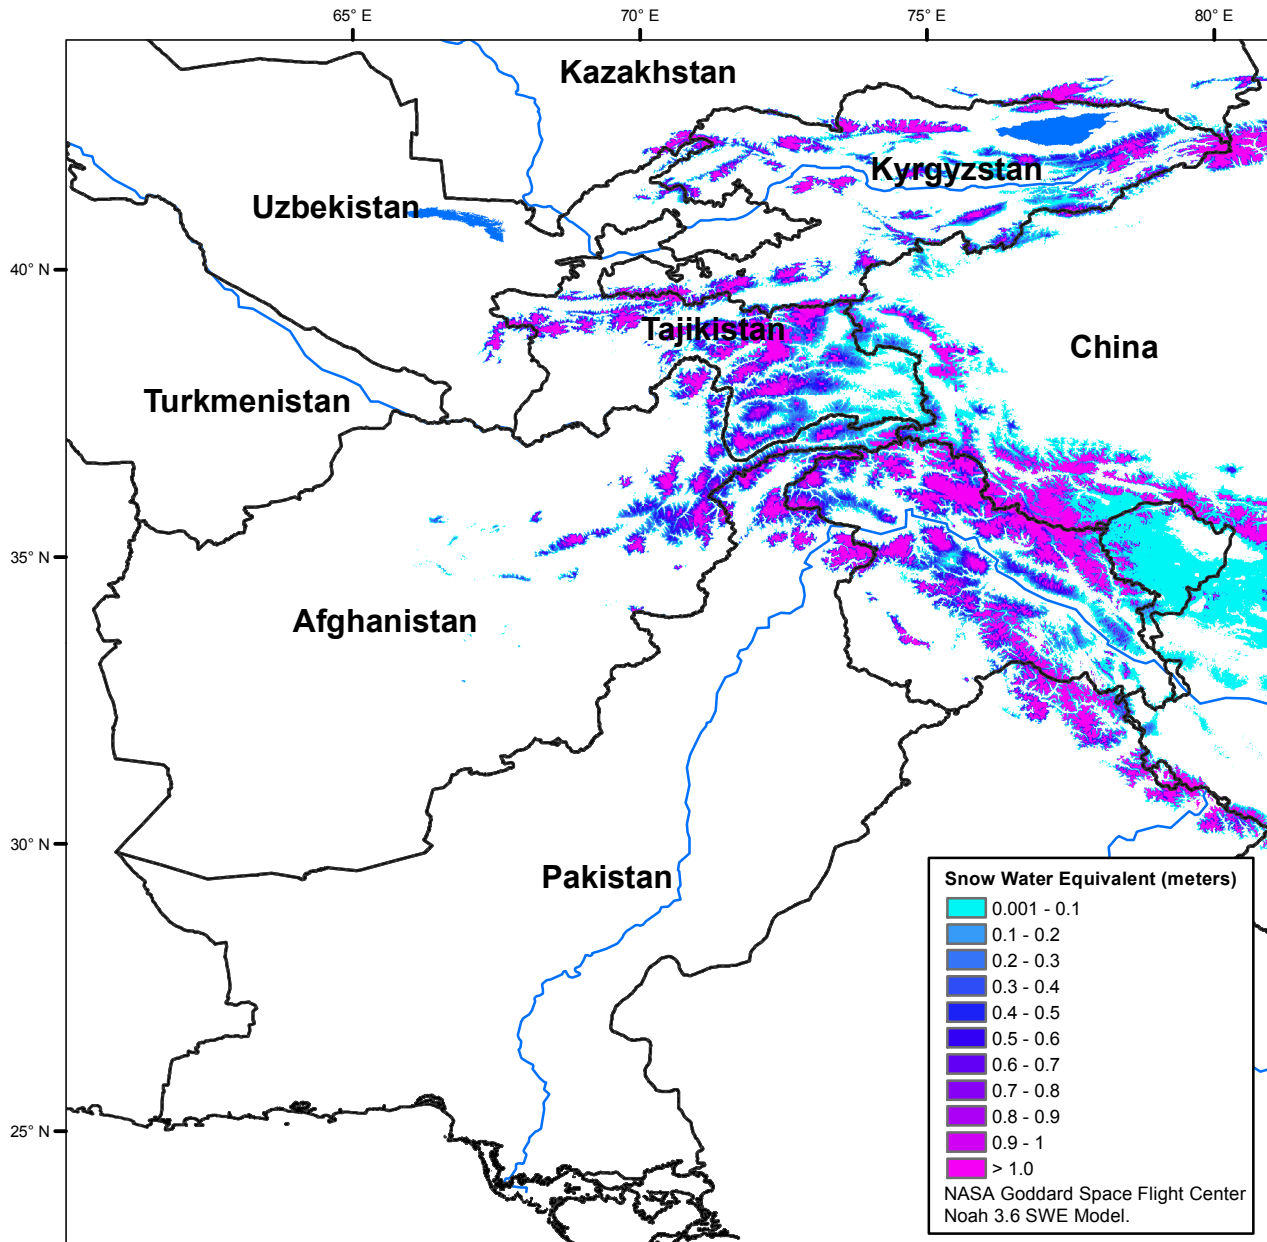 65° E
70° E
75° E
80° E
Kazakhstan
Kyrgyzstan
Uzbekistan
40° N
Tajikistan
China
Turkmenistan
35° N
Afghanistan
30° N
Pakistan
Snow Water Equivalent (meters)
0.001 - 0.1
0.1 - 0.2
0.2 - 0.3
0.3 - 0.4
0.4 - 0.5
0.5 - 0.6
0.6 - 0.7
0.7 - 0.8
0.8 - 0.9
0.9 - 1
> 1.0
25° N
NASA Goddard Space Flight Center
Noah 3.6 SWE Model.